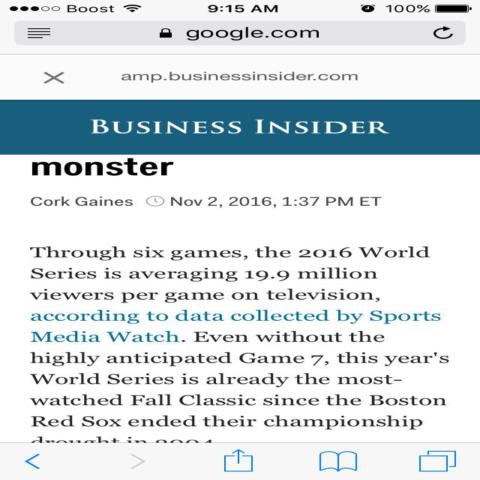 Boost 9:15 AM 100%
google.com
amp.businessinsider.com
BUSINESS INSIDER
monster
Cork Gaines Nov 2, 2016, 1:37 PM ET
Through six games, the 2016 World
Series is averaging 19.9 million
viewers per game on television,
according to data collected by Sports
Media Watch. Even without the
highly anticipated Game 7, this year's
World Series is already the most-
watched Fall Classic since the Boston
Red Sox ended their championship
drought in 2004.